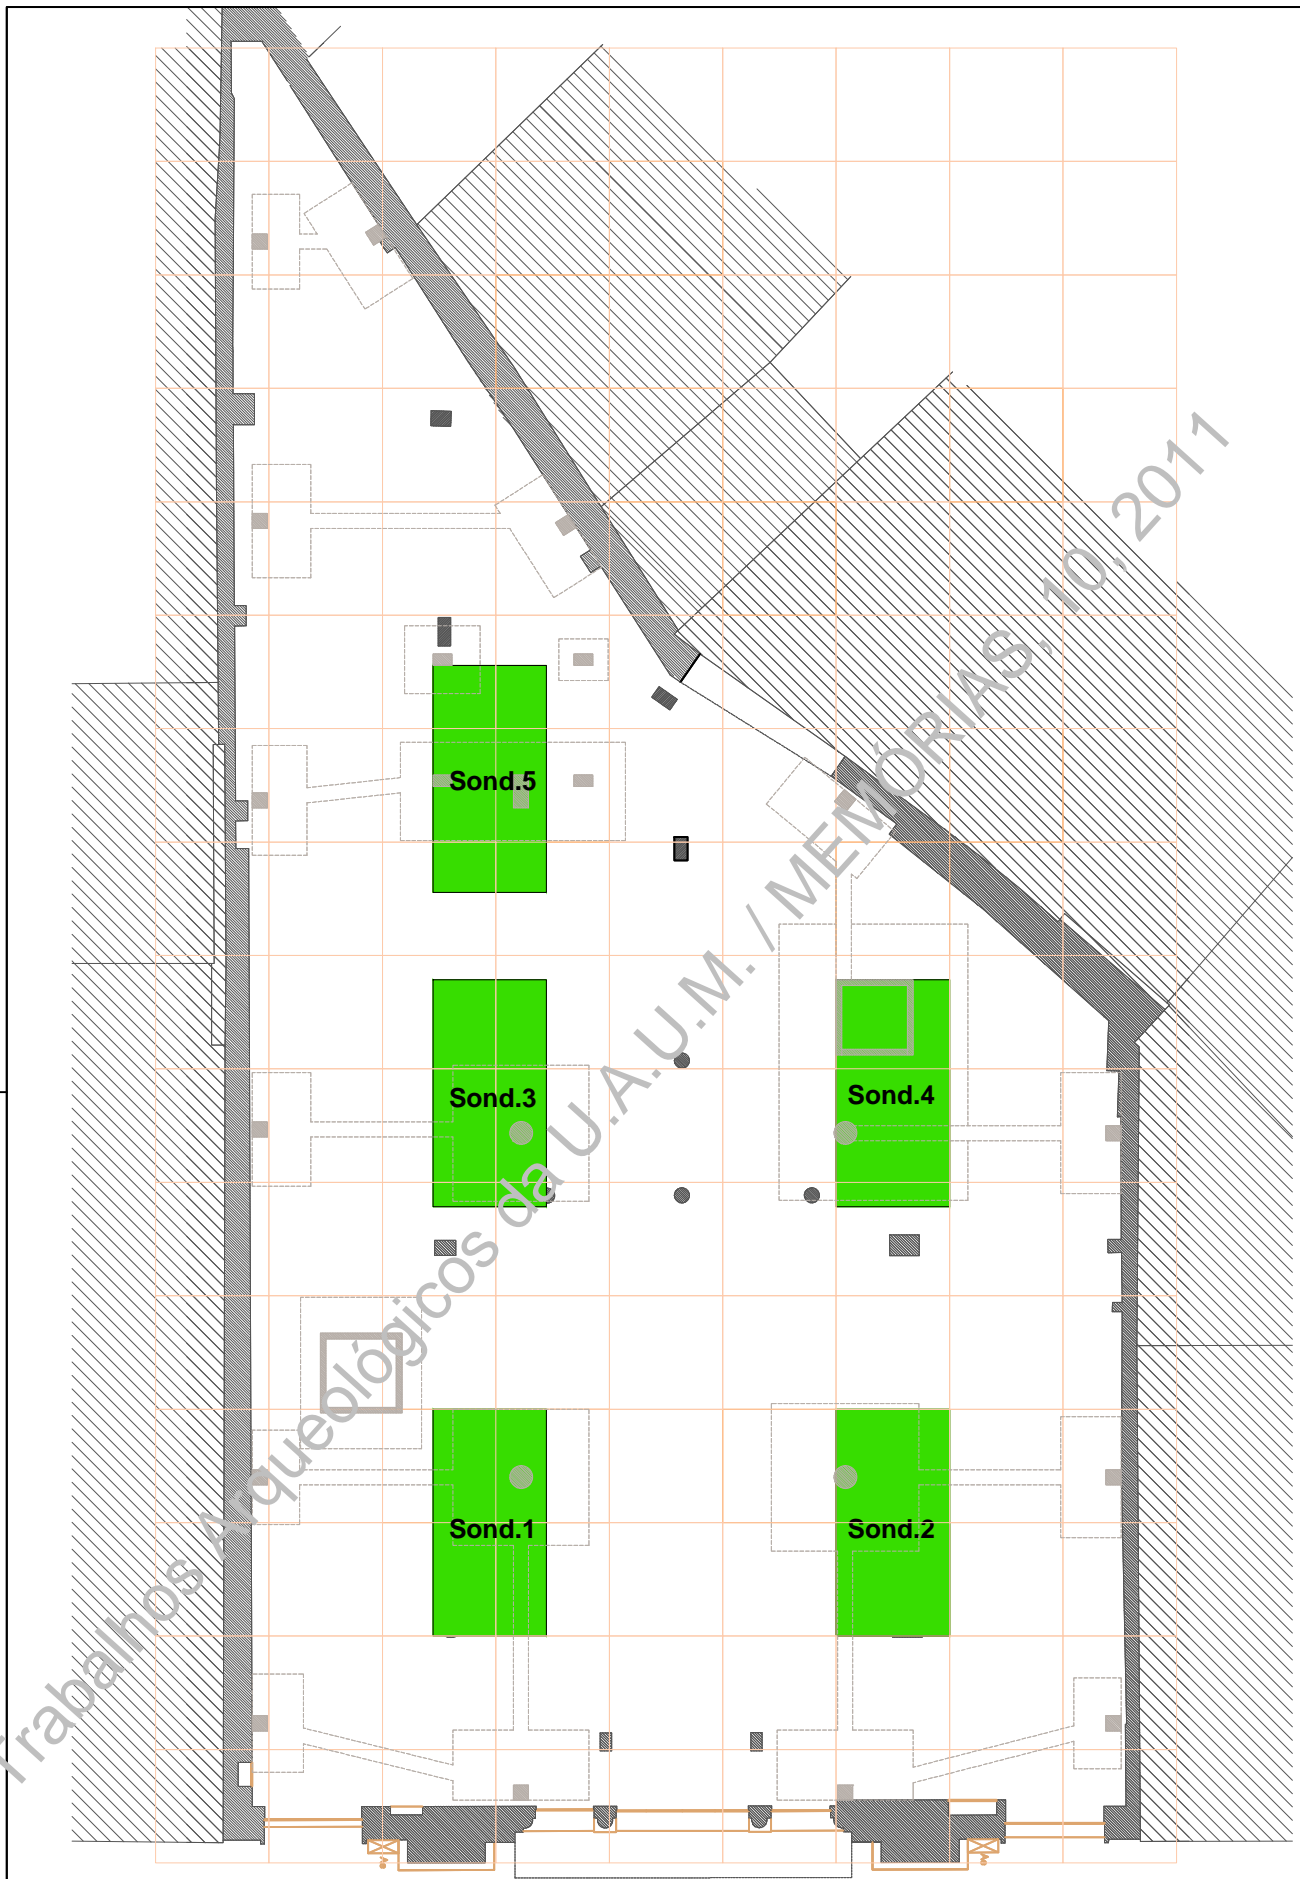 Sond.5
Sond.3
Sond.4
Sond.1
Sond.2
Trabalhos Arqueológicos da U.A.U.M. / MEMÓRIAS, 10, 2011